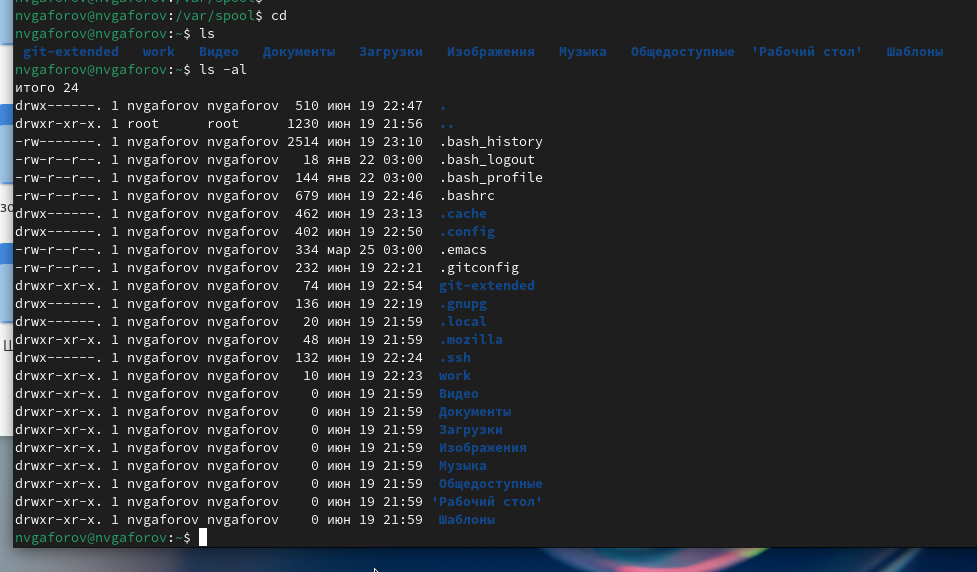 nvgaforov@nvgaforov:/var/spool$
nvgaforov@nvgaforov:/var/spool$ cd
nvgaforov@nvgaforov:~$ ls
git-extended work Видео Документы Загрузки Изображения Музыка Общедоступные 'Рабочий стол' Шаблоны
nvgaforov@nvgaforov:~$ ls -al
итого 24
drwx------. 1 nvgaforov nvgaforov 510 июн 19 22:47 .
drwxr-xr-x. 1 root root 1230 июн 19 21:56 ..
-rw-------. 1 nvgaforov nvgaforov 2514 июн 19 23:10 .bash_history
-rw-r--r--. 1 nvgaforov nvgaforov 18 янв 22 03:00 .bash_logout
-rw-r--r--. 1 nvgaforov nvgaforov 144 янв 22 03:00 .bash_profile
-rw-r--r--. 1 nvgaforov nvgaforov 679 июн 19 22:46 .bashrc
drwx------. 1 nvgaforov nvgaforov 462 июн 19 23:13 .cache
drwx------. 1 nvgaforov nvgaforov 402 июн 19 22:50 .config
-rw-r--r--. 1 nvgaforov nvgaforov 334 мар 25 03:00 .emacs
-rw-r--r--. 1 nvgaforov nvgaforov 232 июн 19 22:21 .gitconfig
drwxr-xr-x. 1 nvgaforov nvgaforov 74 июн 19 22:54 git-extended
drwx------. 1 nvgaforov nvgaforov 136 июн 19 22:19 .gnupg
drwx------. 1 nvgaforov nvgaforov 20 июн 19 21:59 .local
drwxr-xr-x. 1 nvgaforov nvgaforov 48 июн 19 21:59 .mozilla
drwx------. 1 nvgaforov nvgaforov 132 июн 19 22:24 .ssh
drwxr-xr-x. 1 nvgaforov nvgaforov 10 июн 19 22:23 work
drwxr-xr-x. 1 nvgaforov nvgaforov 0 июн 19 21:59 Видео
drwxr-xr-x. 1 nvgaforov nvgaforov 0 июн 19 21:59 Документы
drwxr-xr-x. 1 nvgaforov nvgaforov 0 июн 19 21:59 Загрузки
drwxr-xr-x. 1 nvgaforov nvgaforov 0 июн 19 21:59 Изображения
drwxr-xr-x. 1 nvgaforov nvgaforov 0 июн 19 21:59 Музыка
drwxr-xr-x. 1 nvgaforov nvgaforov 0 июн 19 21:59 Общедоступные
drwxr-xr-x. 1 nvgaforov nvgaforov 0 июн 19 21:59 'Рабочий стол'
drwxr-xr-x. 1 nvgaforov nvgaforov 0 июн 19 21:59 Шаблоны
nvgaforov@nvgaforov:~$